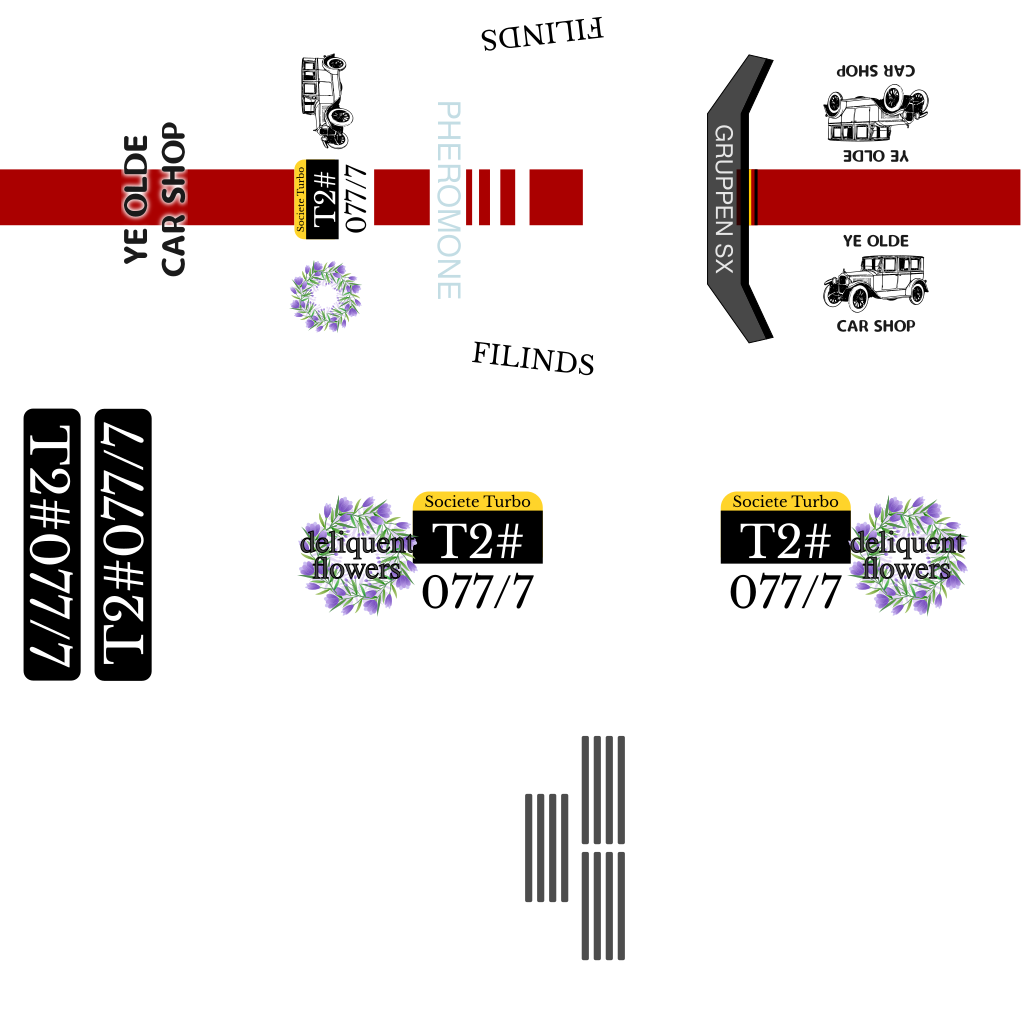 FILINDS
YE OLDE
CAR SHOP
Societe Turbo
T2#
077/7
PHEROMONE
GRUPPEN SX
CAR SHOP
YE OLDE
YE OLDE
CAR SHOP
FILINDS
T2#077/7
T2#077/7
deliquent
flowers
Societe Turbo
T2#
077/7
Societe Turbo
T2#
077/7
deliquent
flowers